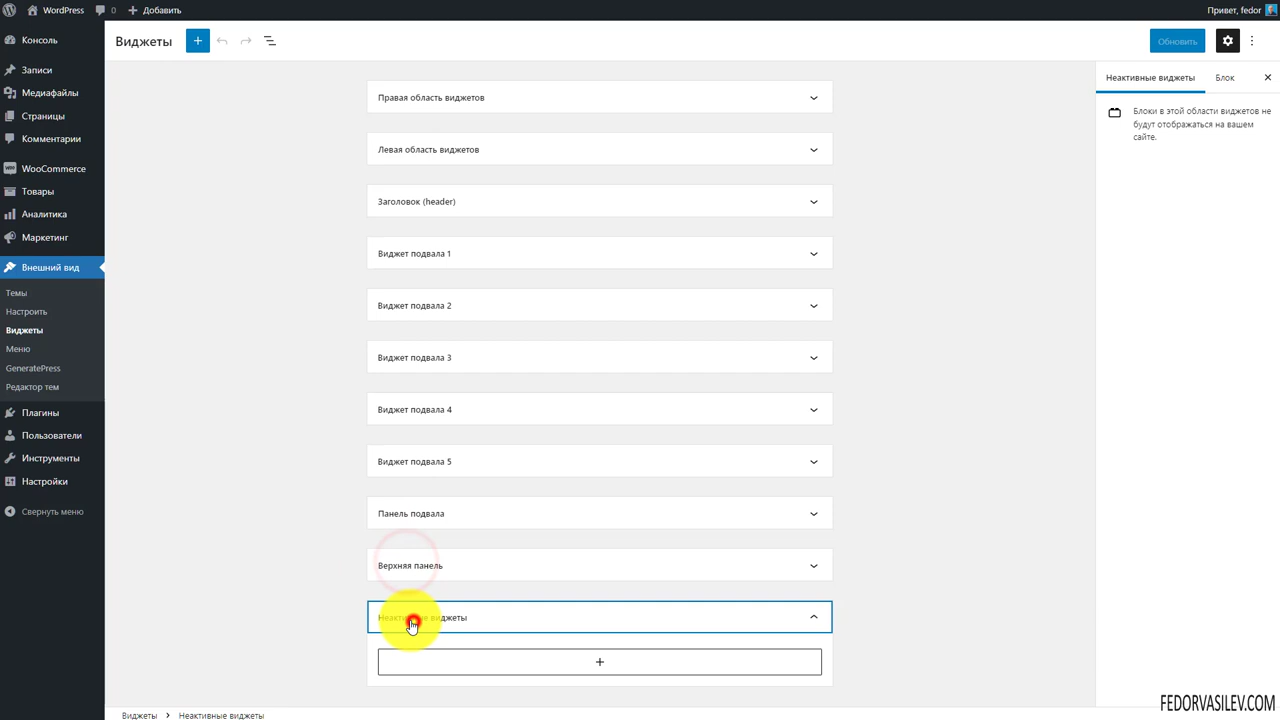 WordPress 0 Добавить Привет, fedor
Консоль
Записи
Медиафайлы
Страницы
Комментарии
WooCommerce
Товары
Аналитика
Маркетинг
Внешний вид
Темы
Настроить
Виджеты
Меню
GeneratePress
Редактор тем
Плагины
Пользователи
Инструменты
Настройки
Свернуть меню
Виджеты
Обновить
Правая область виджетов
Левая область виджетов
Заголовок (header)
Виджет подвала 1
Виджет подвала 2
Виджет подвала 3
Виджет подвала 4
Виджет подвала 5
Панель подвала
Верхняя панель
Неактивные виджеты
Неактивные виджеты Блок
Блоки в этой области виджетов не
будут отображаться на вашем
сайте.
Виджеты Неактивные виджеты
FEDORVASILEV.COM